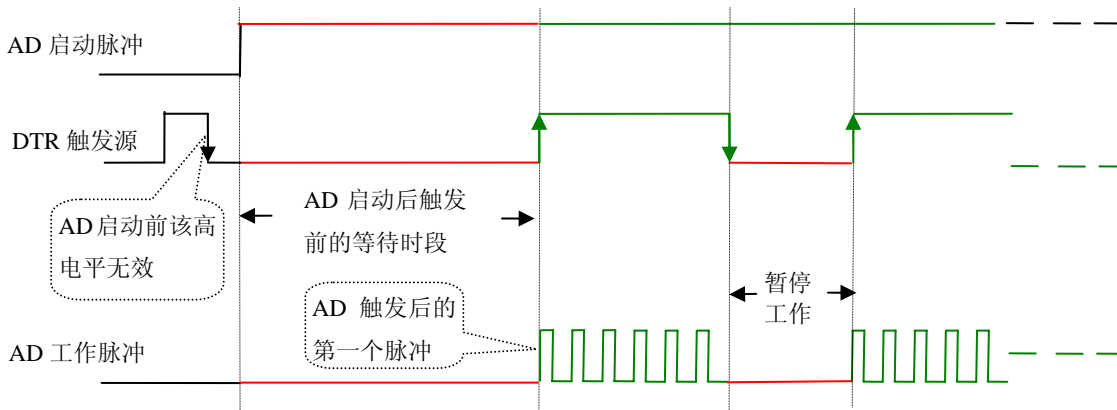 AD 启动脉冲
DTR 触发源
AD 启动前该高
电平无效
AD 启动后触发
前的等待时段
暂停
工作
AD 触发后的
第一个脉冲
AD 工作脉冲